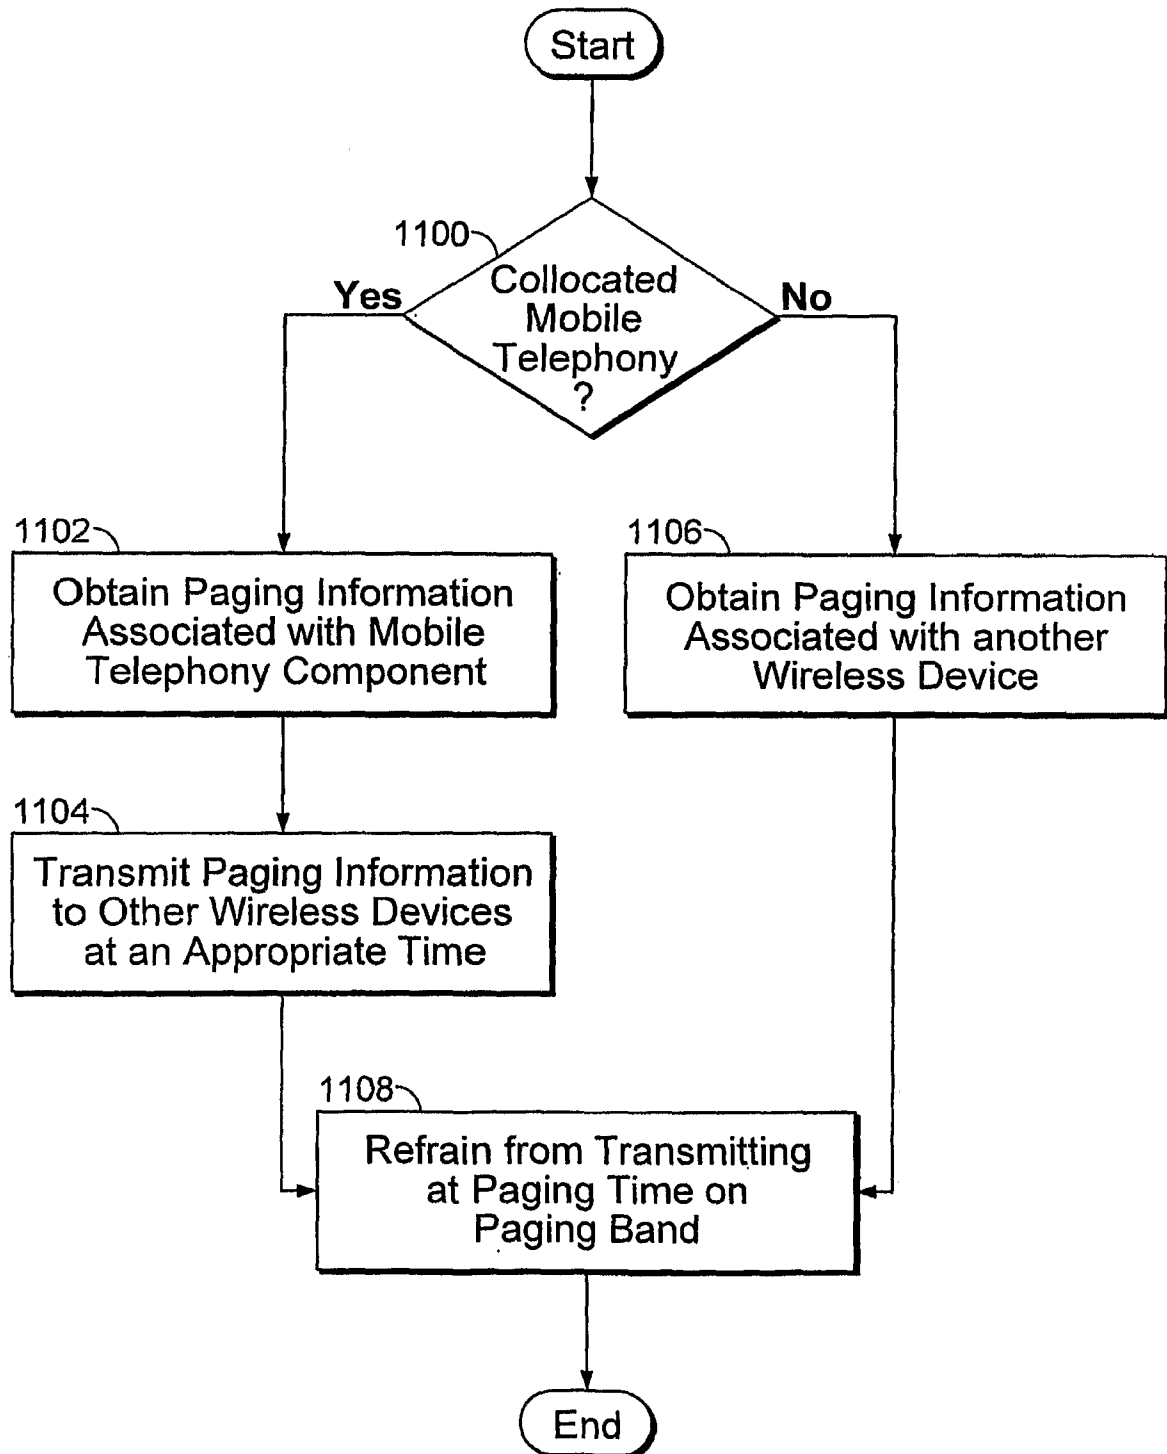 Start
1100
Collocated
Mobile
Telephony
?
Yes
No
1102
Obtain Paging Information
Associated with Mobile
Telephony Component
1106
Obtain Paging Information
Associated with another
Wireless Device
1104
Transmit Paging Information
to Other Wireless Devices
at an Appropriate Time
1108
Refrain from Transmitting
at Paging Time on
Paging Band
End